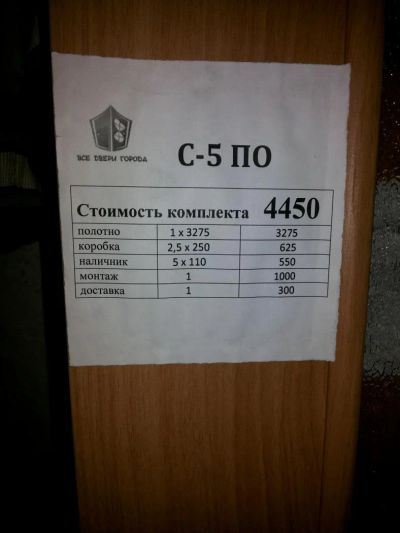 ВСЕ ДВЕРИ ГОРОДА
С-5 ПО
Стоимость комплекта 4450
полотно 1 x 3275 3275
коробка 2,5 x 250 625
наличник 5 x 110 550
монтаж 1 1000
доставка 1 300